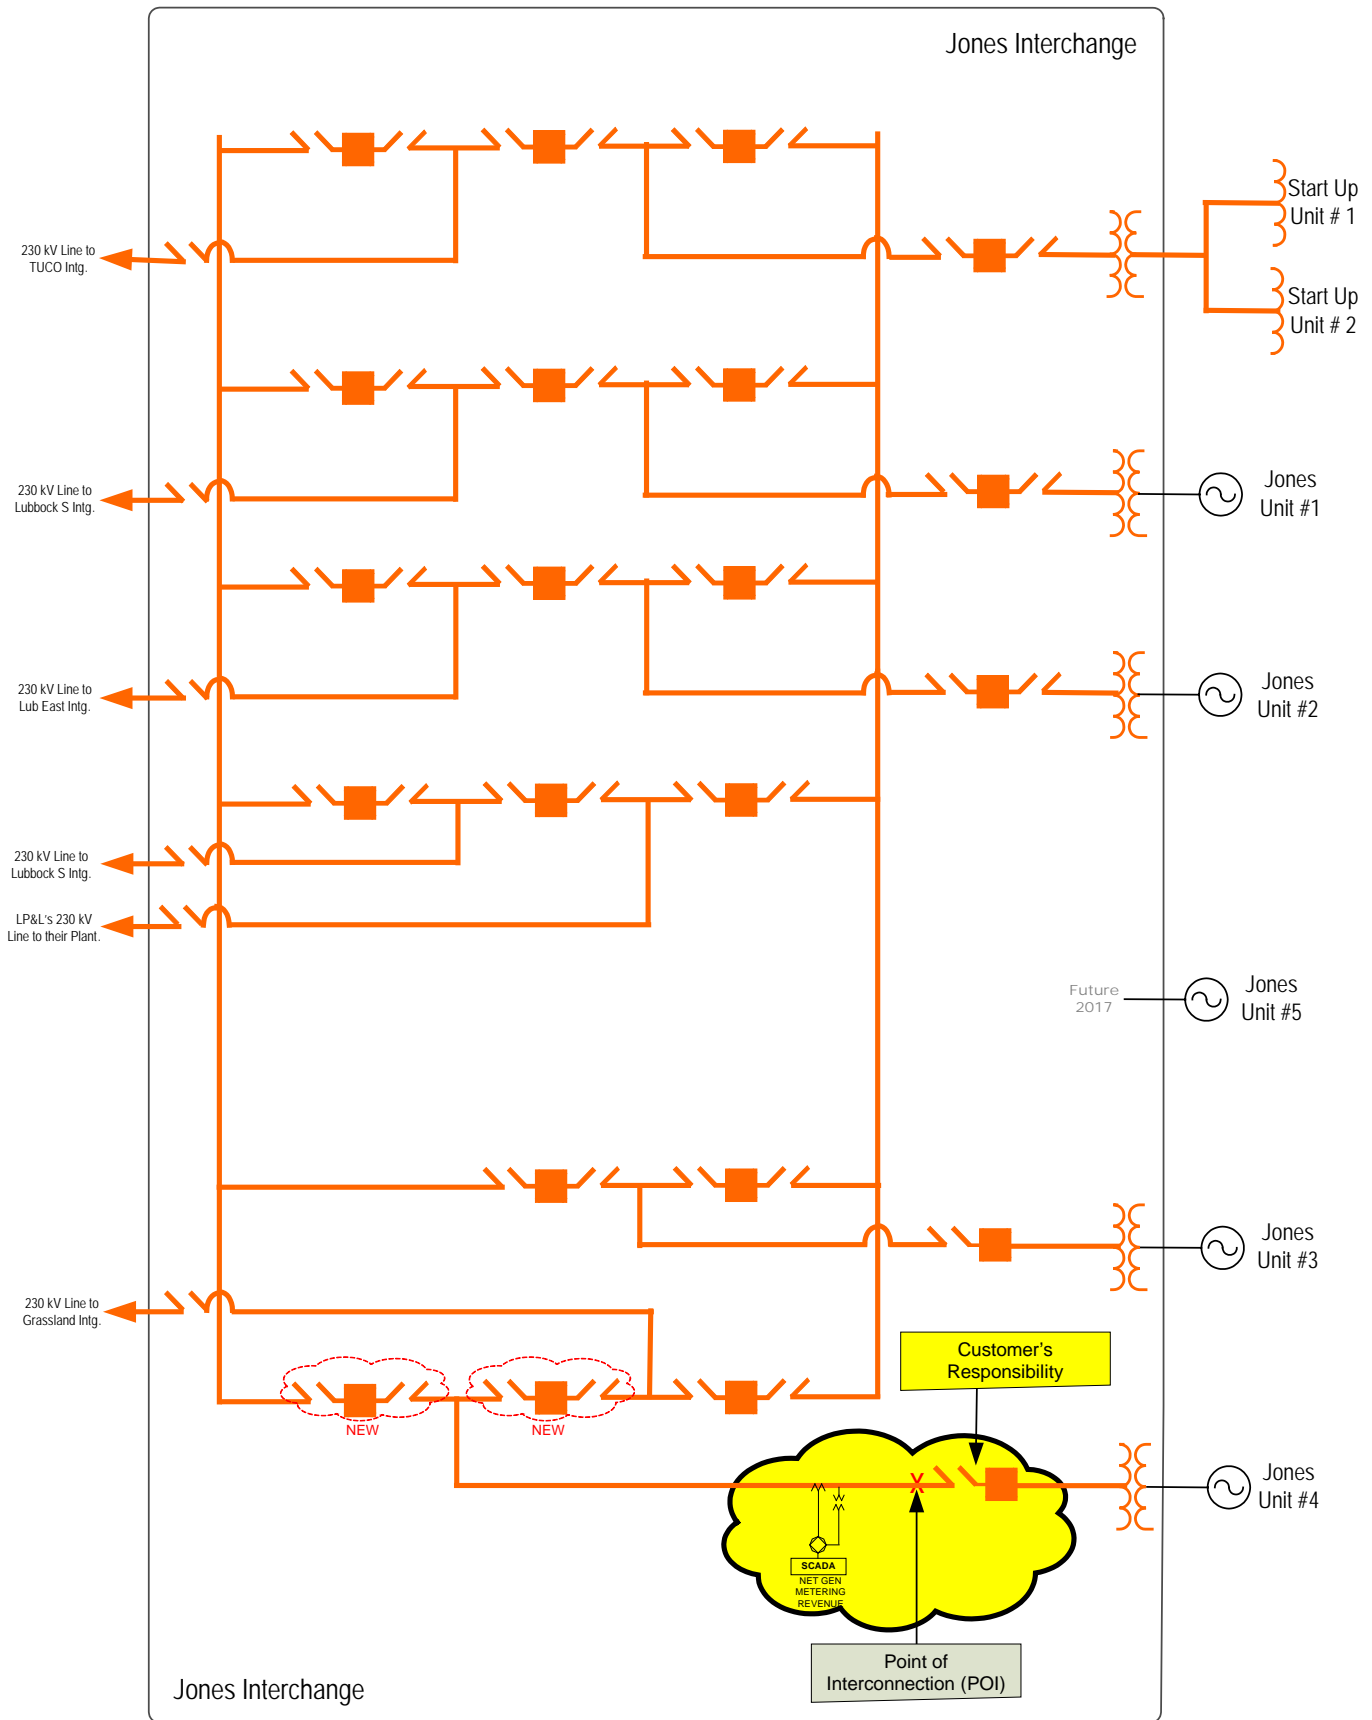 Jones Interchange
Start Up
Unit # 1
230 kV Line to
TUCO Intg.
Start Up
Unit # 2
230 kV Line to
Lubbock S Intg.
Jones
Unit #1
230 kV Line to
Lub East Intg.
Jones
Unit #2
230 kV Line to
Lubbock S Intg.
LP&L's 230 kV
Line to their Plant.
Future
2017
Jones
Unit #5
Jones
Unit #3
230 kV Line to
Grassland Intg.
Customer's
Responsibility
NEW
NEW
X
Jones
Unit #4
SCADA
NET GEN
METERING
REVENUE
Point of
Interconnection (POI)
Jones Interchange